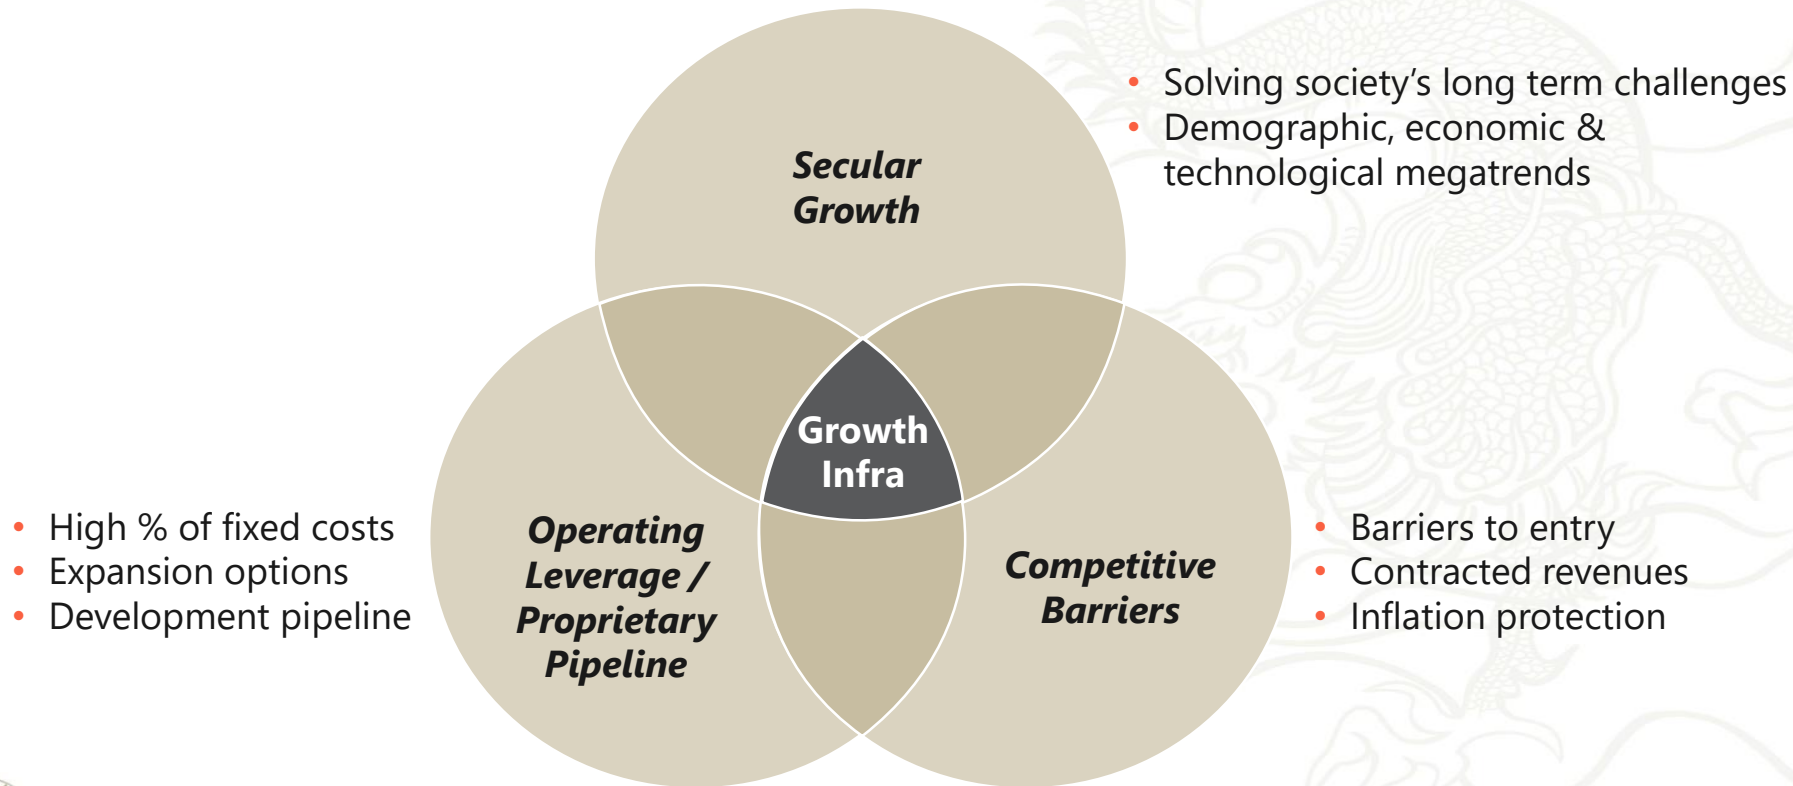 • Solving society’s long term challenges
• Demographic, economic &
technological megatrends
Secular
Growth
Growth
Infra
• High % of fixed costs
• Expansion options
• Development pipeline
Operating
Leverage /
Proprietary
Pipeline
Competitive
Barriers
• Barriers to entry
• Contracted revenues
• Inflation protection